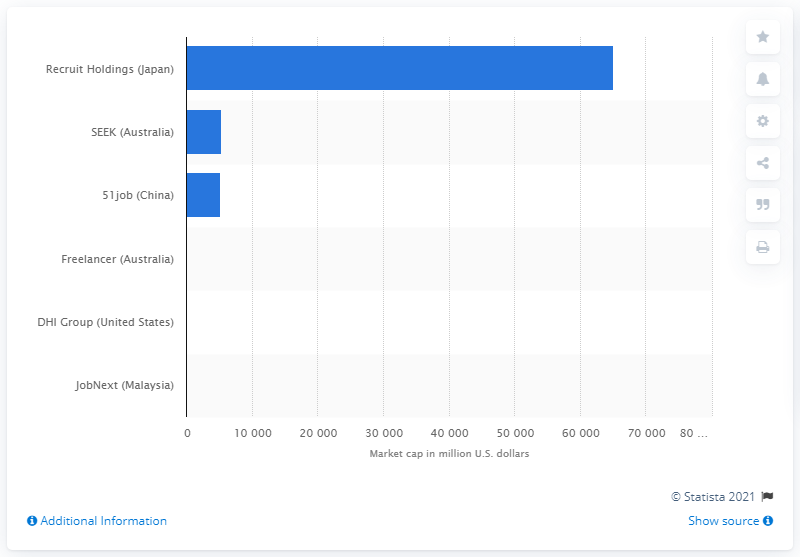 Recruit Holdings (Japan)
SEEK (Australia)
51job (China)
Freelancer (Australia)
DHI Group (United States)
JobNext (Malaysia)
0 10 000 20 000 30 000 40 000 50 000 60 000 70 000 80 ...
Market cap in million U.S. dollars
© Statista 2021
Additional Information
Show source